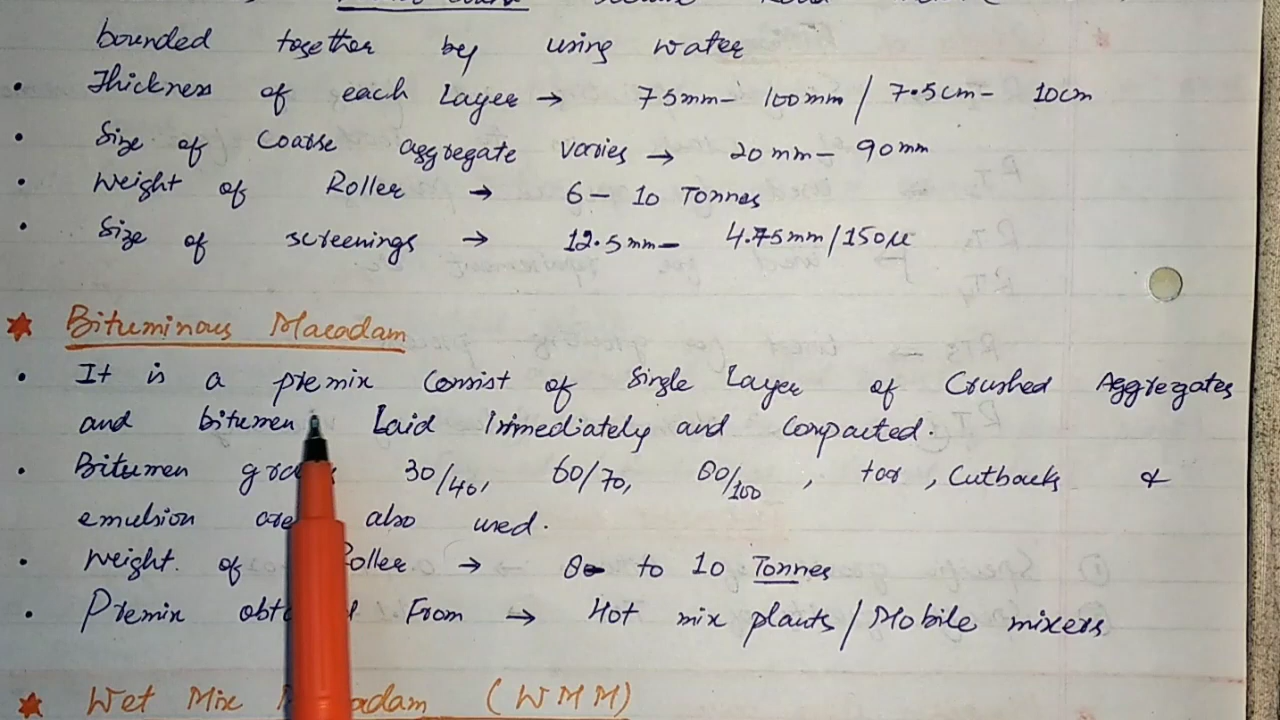 bounded together by using water
• Thickness of each Layer → 75mm- 100mm / 7.5cm- 10cm
• Size of Coarse aggregate varies → 20mm- 90mm
• Weight of Roller → 6- 10 Tonnes
• Size of screenings → 12.5mm- 4.75mm/150µ
★ Bituminous Macadam
• It is a premix Consist of Single Layer of Crushed Aggregates
and bitumen Laid Immediately and Compacted.
• Bitumen 30/40, 60/70, 80/100, tar, Cutbacks &
emulsion are also used.
• Weight. of Roller → 8 to 10 Tonnes
• Premix From → Hot mix plants/Mobile mixers
★ Wet Mix Macadam (WMM)